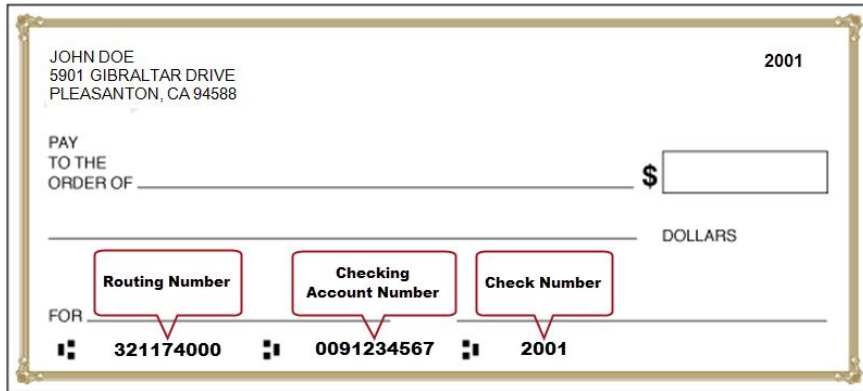 JOHN DOE
5901 GIBRALTAR DRIVE
PLEASANTON, CA 94588
2001
PAY
TO THE
ORDER OF
$
DOLLARS
Routing Number
Checking
Account Number
Check Number
FOR
⑆ 321174000 ⑆ 0091234567 ⑆ 2001